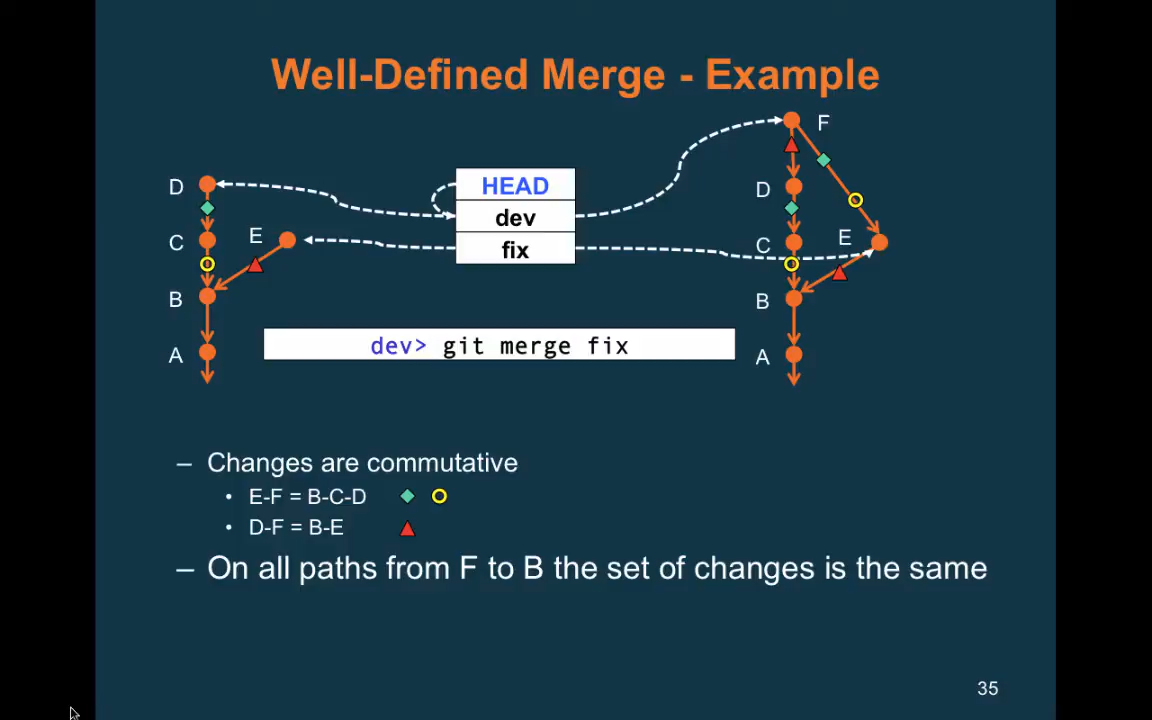 Well-Defined Merge - Example
F
D
HEAD
D
dev
C
E
fix
C
E
B
B
A
dev> git merge fix
A
– Changes are commutative
• E-F = B-C-D
• D-F = B-E
– On all paths from F to B the set of changes is the same
35